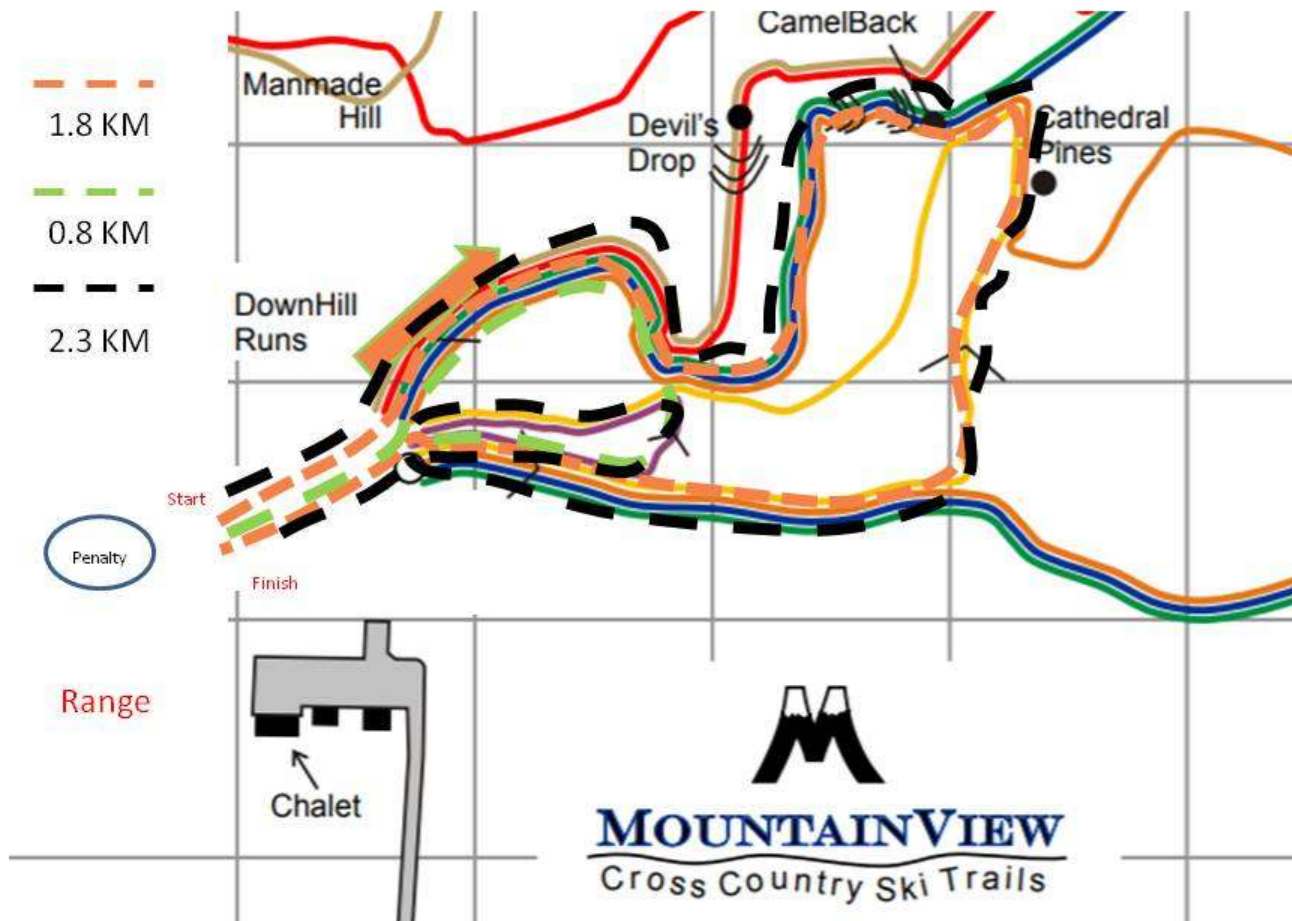 1.8 KM
0.8 KM
2.3 KM
CamelBack
Manmade
Hill
Devil's
Drop
Cathedral
Pines
DownHill
Runs
Start
Penalty
Finish
Range
Chalet
MOUNTAINVIEW
Cross Country Ski Trails